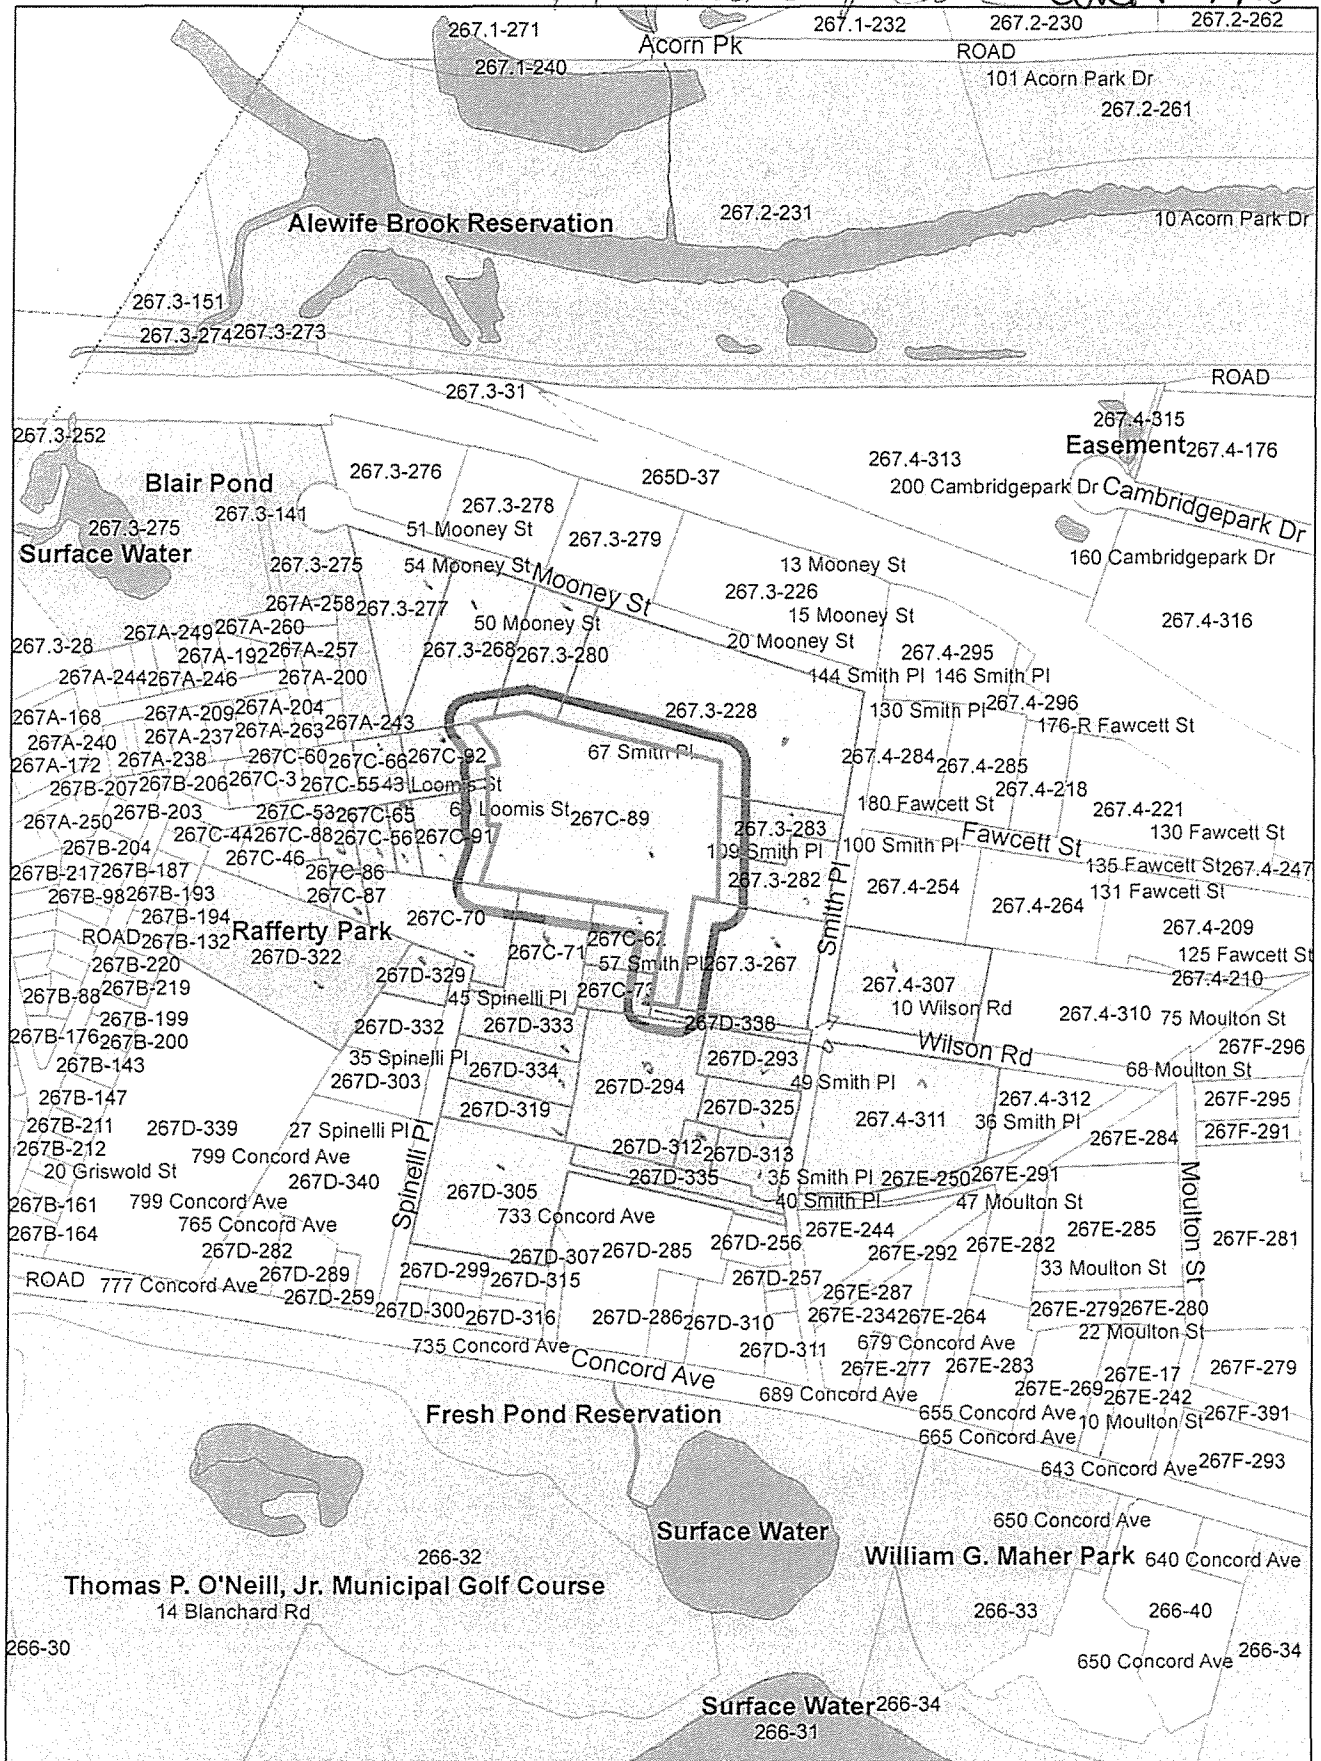 267.1-271
267.1-232
267.2-230
267.2-262
Acorn Pk
ROAD
267.1-240
101 Acorn Park Dr
267.2-261
Alewife Brook Reservation
267.2-231
10 Acorn Park Dr
267.3-151
267.3-274
267.3-273
ROAD
267.3-31
267.4-315
267.3-252
Easement
267.4-176
267.4-313
267.3-276
265D-37
Blair Pond
200 Cambridgepark Dr
Cambridgepark Dr
267.3-278
267.3-141
267.3-275
51 Mooney St
267.3-279
Surface Water
160 Cambridgepark Dr
267.3-275
54 Mooney St
Mooney St
13 Mooney St
267.3-226
267A-258
267.3-277
15 Mooney St
267.4-316
50 Mooney St
267A-249
267A-260
20 Mooney St
267.3-28
267A-192
267A-257
267.3-268
267.3-280
267.4-295
267A-244
267A-246
267A-200
144 Smith Pl
146 Smith Pl
267.4-296
267A-168
267A-209
267A-204
267.3-228
130 Smith Pl
176-R Fawcett St
267A-240
267A-237
267A-263
267A-243
267A-172
267A-238
267C-60
267C-66
267C-92
67 Smith Pl
267.4-284
267.4-285
267B-207
267B-206
267C-3
267C-55
43 Loomis St
267.4-218
267A-250
267B-203
267C-53
267C-65
Loomis St
267C-89
180 Fawcett St
267.4-221
267.3-283
Fawcett St
130 Fawcett St
267B-204
267C-44
267C-88
267C-56
267C-91
109 Smith Pl
100 Smith Pl
267C-46
135 Fawcett St
267.4-247
267B-217
267B-187
267C-86
267.3-282
267.4-254
131 Fawcett St
267B-98
267B-193
267C-87
267.4-264
267B-194
267C-70
267.4-209
ROAD
267B-132
Rafferty Park
267C-62
Smith Pl
267D-322
267C-71
125 Fawcett St
267B-220
57 Smith Pl
267.3-267
267D-329
267.4-210
267B-88
267B-219
45 Spinelli Pl
267C-73
267.4-307
10 Wilson Rd
267.4-310
75 Moulton St
267B-199
267D-332
267D-333
267D-338
267B-176
267B-200
Wilson Rd
267F-296
267B-143
35 Spinelli Pl
267D-334
267D-293
68 Moulton St
267D-303
267D-294
49 Smith Pl
267B-147
267D-319
267D-325
267.4-311
267.4-312
267F-295
267B-211
267D-339
27 Spinelli Pl
36 Smith Pl
267E-284
267F-291
267B-212
799 Concord Ave
267D-312
267D-313
20 Griswold St
267D-340
Spinelli Pl
267D-335
35 Smith Pl
267E-250
267E-291
267B-161
799 Concord Ave
267D-305
40 Smith Pl
47 Moulton St
Moulton St
765 Concord Ave
733 Concord Ave
267B-164
267E-244
267E-285
267F-281
267D-282
267D-307
267D-285
267D-256
267E-292
267E-282
ROAD
777 Concord Ave
267D-289
267D-299
267D-315
267D-257
33 Moulton St
267D-259
267E-287
267D-300
267D-316
267D-286
267D-310
267E-234
267E-264
267E-279
267E-280
735 Concord Ave
267D-311
679 Concord Ave
22 Moulton St
Concord Ave
267E-277
267E-283
267E-17
267F-279
689 Concord Ave
267E-269
267E-242
Fresh Pond Reservation
655 Concord Ave
10 Moulton St
267F-391
665 Concord Ave
643 Concord Ave
267F-293
650 Concord Ave
Surface Water
266-32
William G. Maher Park
640 Concord Ave
Thomas P. O'Neill, Jr. Municipal Golf Course
14 Blanchard Rd
266-33
266-40
266-30
650 Concord Ave
266-34
Surface Water
266-34
266-31